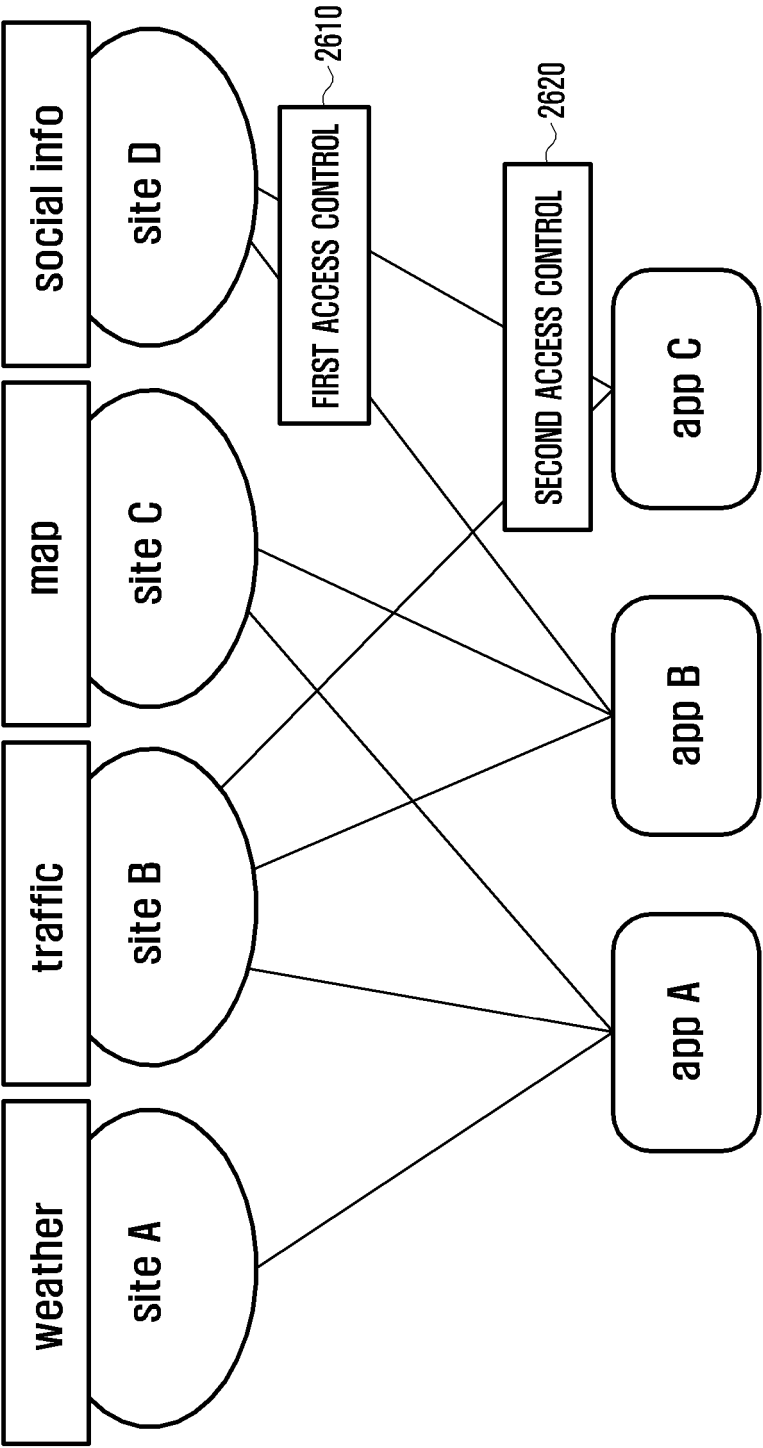 weather
traffic
map
social info
site A
site B
site C
site D
FIRST ACCESS CONTROL
2610
SECOND ACCESS CONTROL
2620
app A
app B
app C